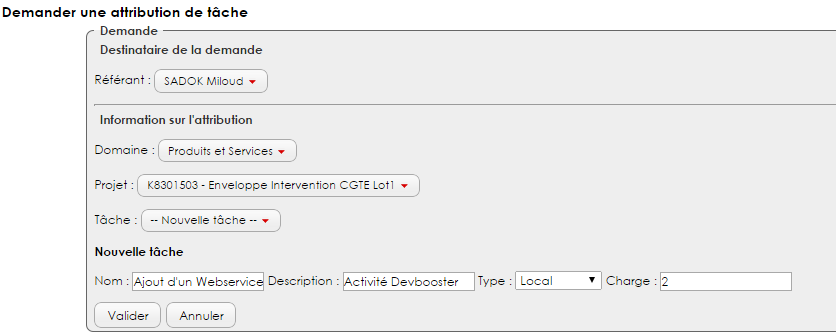 Demander une attribution de tâche
Demande
Destinataire de la demande
Référant : SADOK Miloud
Information sur l'attribution
Domaine : Produits et Services
Projet : K8301503 - Enveloppe Intervention CGTE Lot1
Tâche : -- Nouvelle tâche --
Nouvelle tâche
Nom : Ajout d'un Webservice Description : Activité Devbooster Type : Local Charge : 2
Valider Annuler